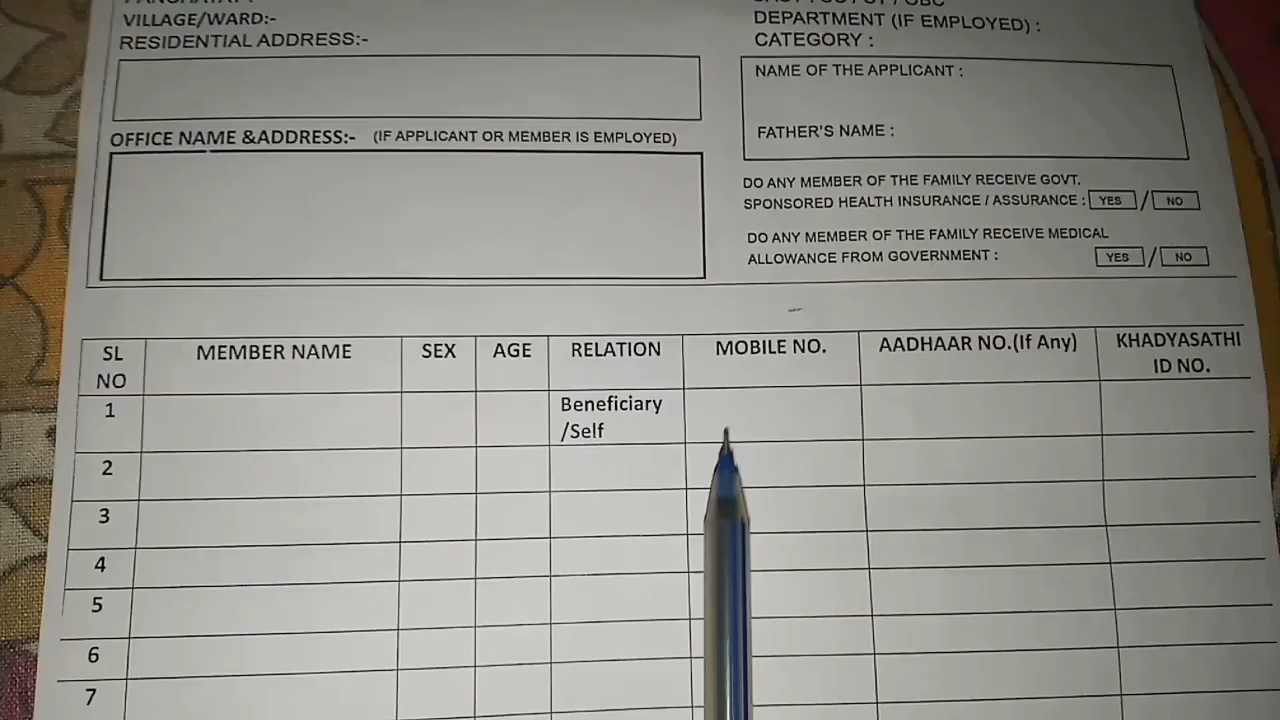 VILLAGE/WARD:-
RESIDENTIAL ADDRESS:-
OFFICE NAME &ADDRESS:- (IF APPLICANT OR MEMBER IS EMPLOYED)
DEPARTMENT (IF EMPLOYED) :
CATEGORY :
NAME OF THE APPLICANT :
FATHER'S NAME :
DO ANY MEMBER OF THE FAMILY RECEIVE GOVT.
SPONSORED HEALTH INSURANCE / ASSURANCE : YES / NO
DO ANY MEMBER OF THE FAMILY RECEIVE MEDICAL
ALLOWANCE FROM GOVERNMENT : YES / NO
SL NO MEMBER NAME SEX AGE RELATION MOBILE NO. AADHAAR NO.(If Any) KHADYASATHI ID NO.
1 Beneficiary /Self
2
3
4
5
6
7